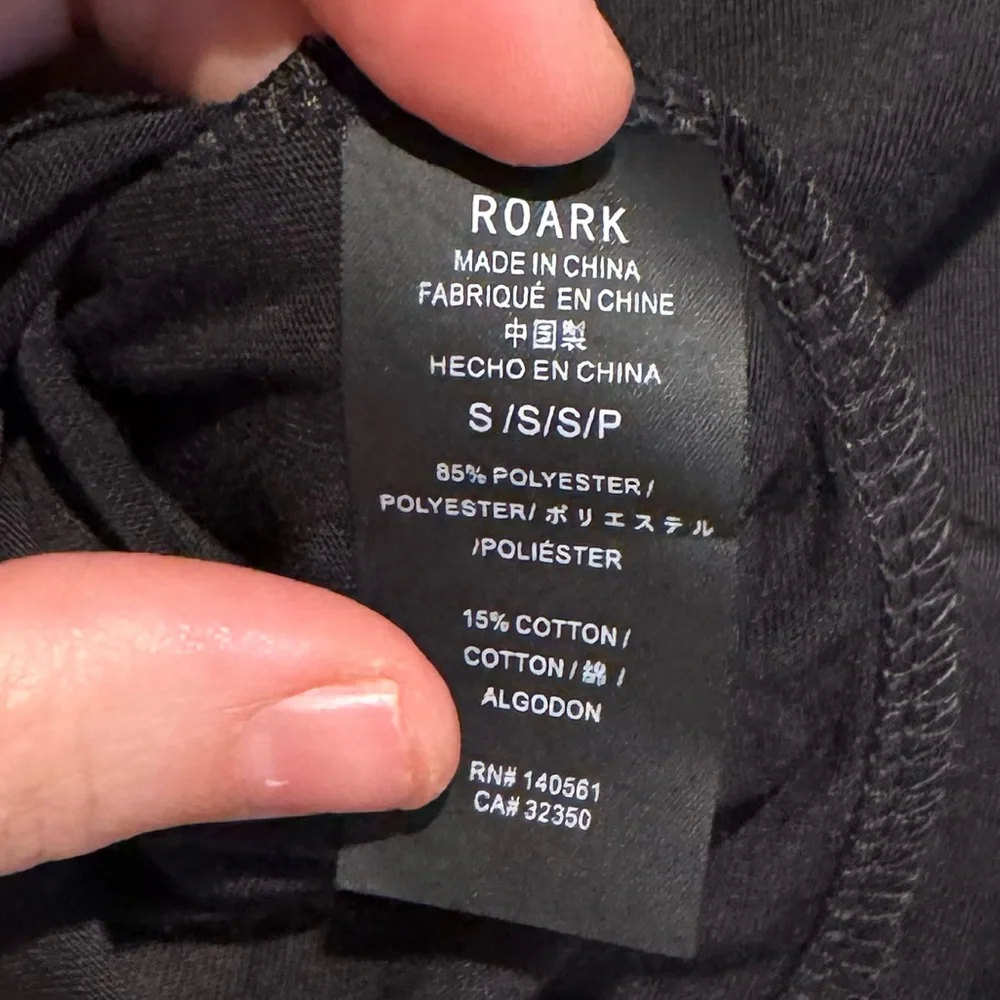 ROARK
MADE IN CHINA
FABRIQUÉ EN CHINE
中国製
HECHO EN CHINA
S /S/S/P
85% POLYESTER /
POLYESTER/ ポリエステル
/POLIÉSTER
15% COTTON /
COTTON / 綿 /
ALGODON
RN# 140561
CA# 32350